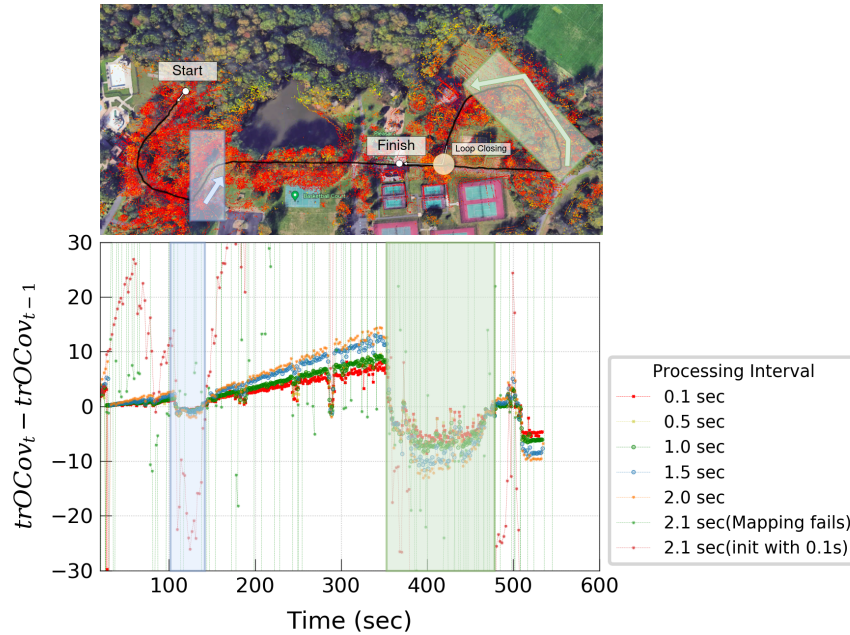 Start
Finish
Loop Closing
30
20
10
0
−10
−20
−30
100 200 300 400 500 600
trOCov_t − trOCov_{t−1}
Time (sec)
Processing Interval
0.1 sec
0.5 sec
1.0 sec
1.5 sec
2.0 sec
2.1 sec(Mapping fails)
2.1 sec(init with 0.1s)